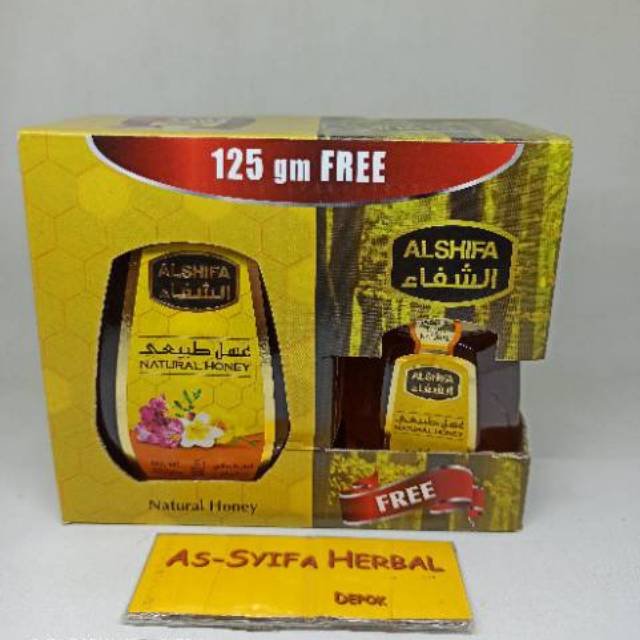 125 gm FREE
ALSHIFA
الشفاء
ALSHIFA
الشفاء
عسل طبيعي
NATURAL HONEY
ALSHIFA
الشفاء
عسل طبيعي
NATURAL HONEY
FREE
Natural Honey
AS-SYIFA HERBAL
DEPOK